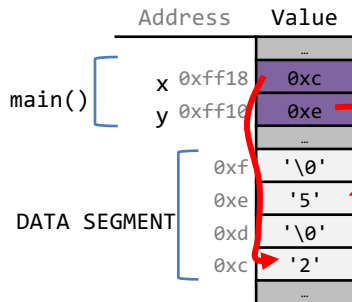 Address Value
…
x 0xff18 0xc
main()
y 0xff10 0xe
…
0xf '\0'
0xe '5'
DATA SEGMENT
0xd '\0'
0xc '2'
…